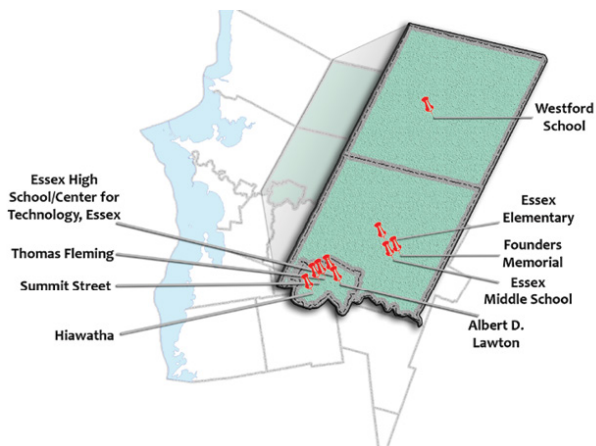 Westford
School
Essex High
School/Center for
Technology, Essex
Essex
Elementary
Thomas Fleming
Founders
Memorial
Summit Street
Essex
Middle School
Hiawatha
Albert D.
Lawton